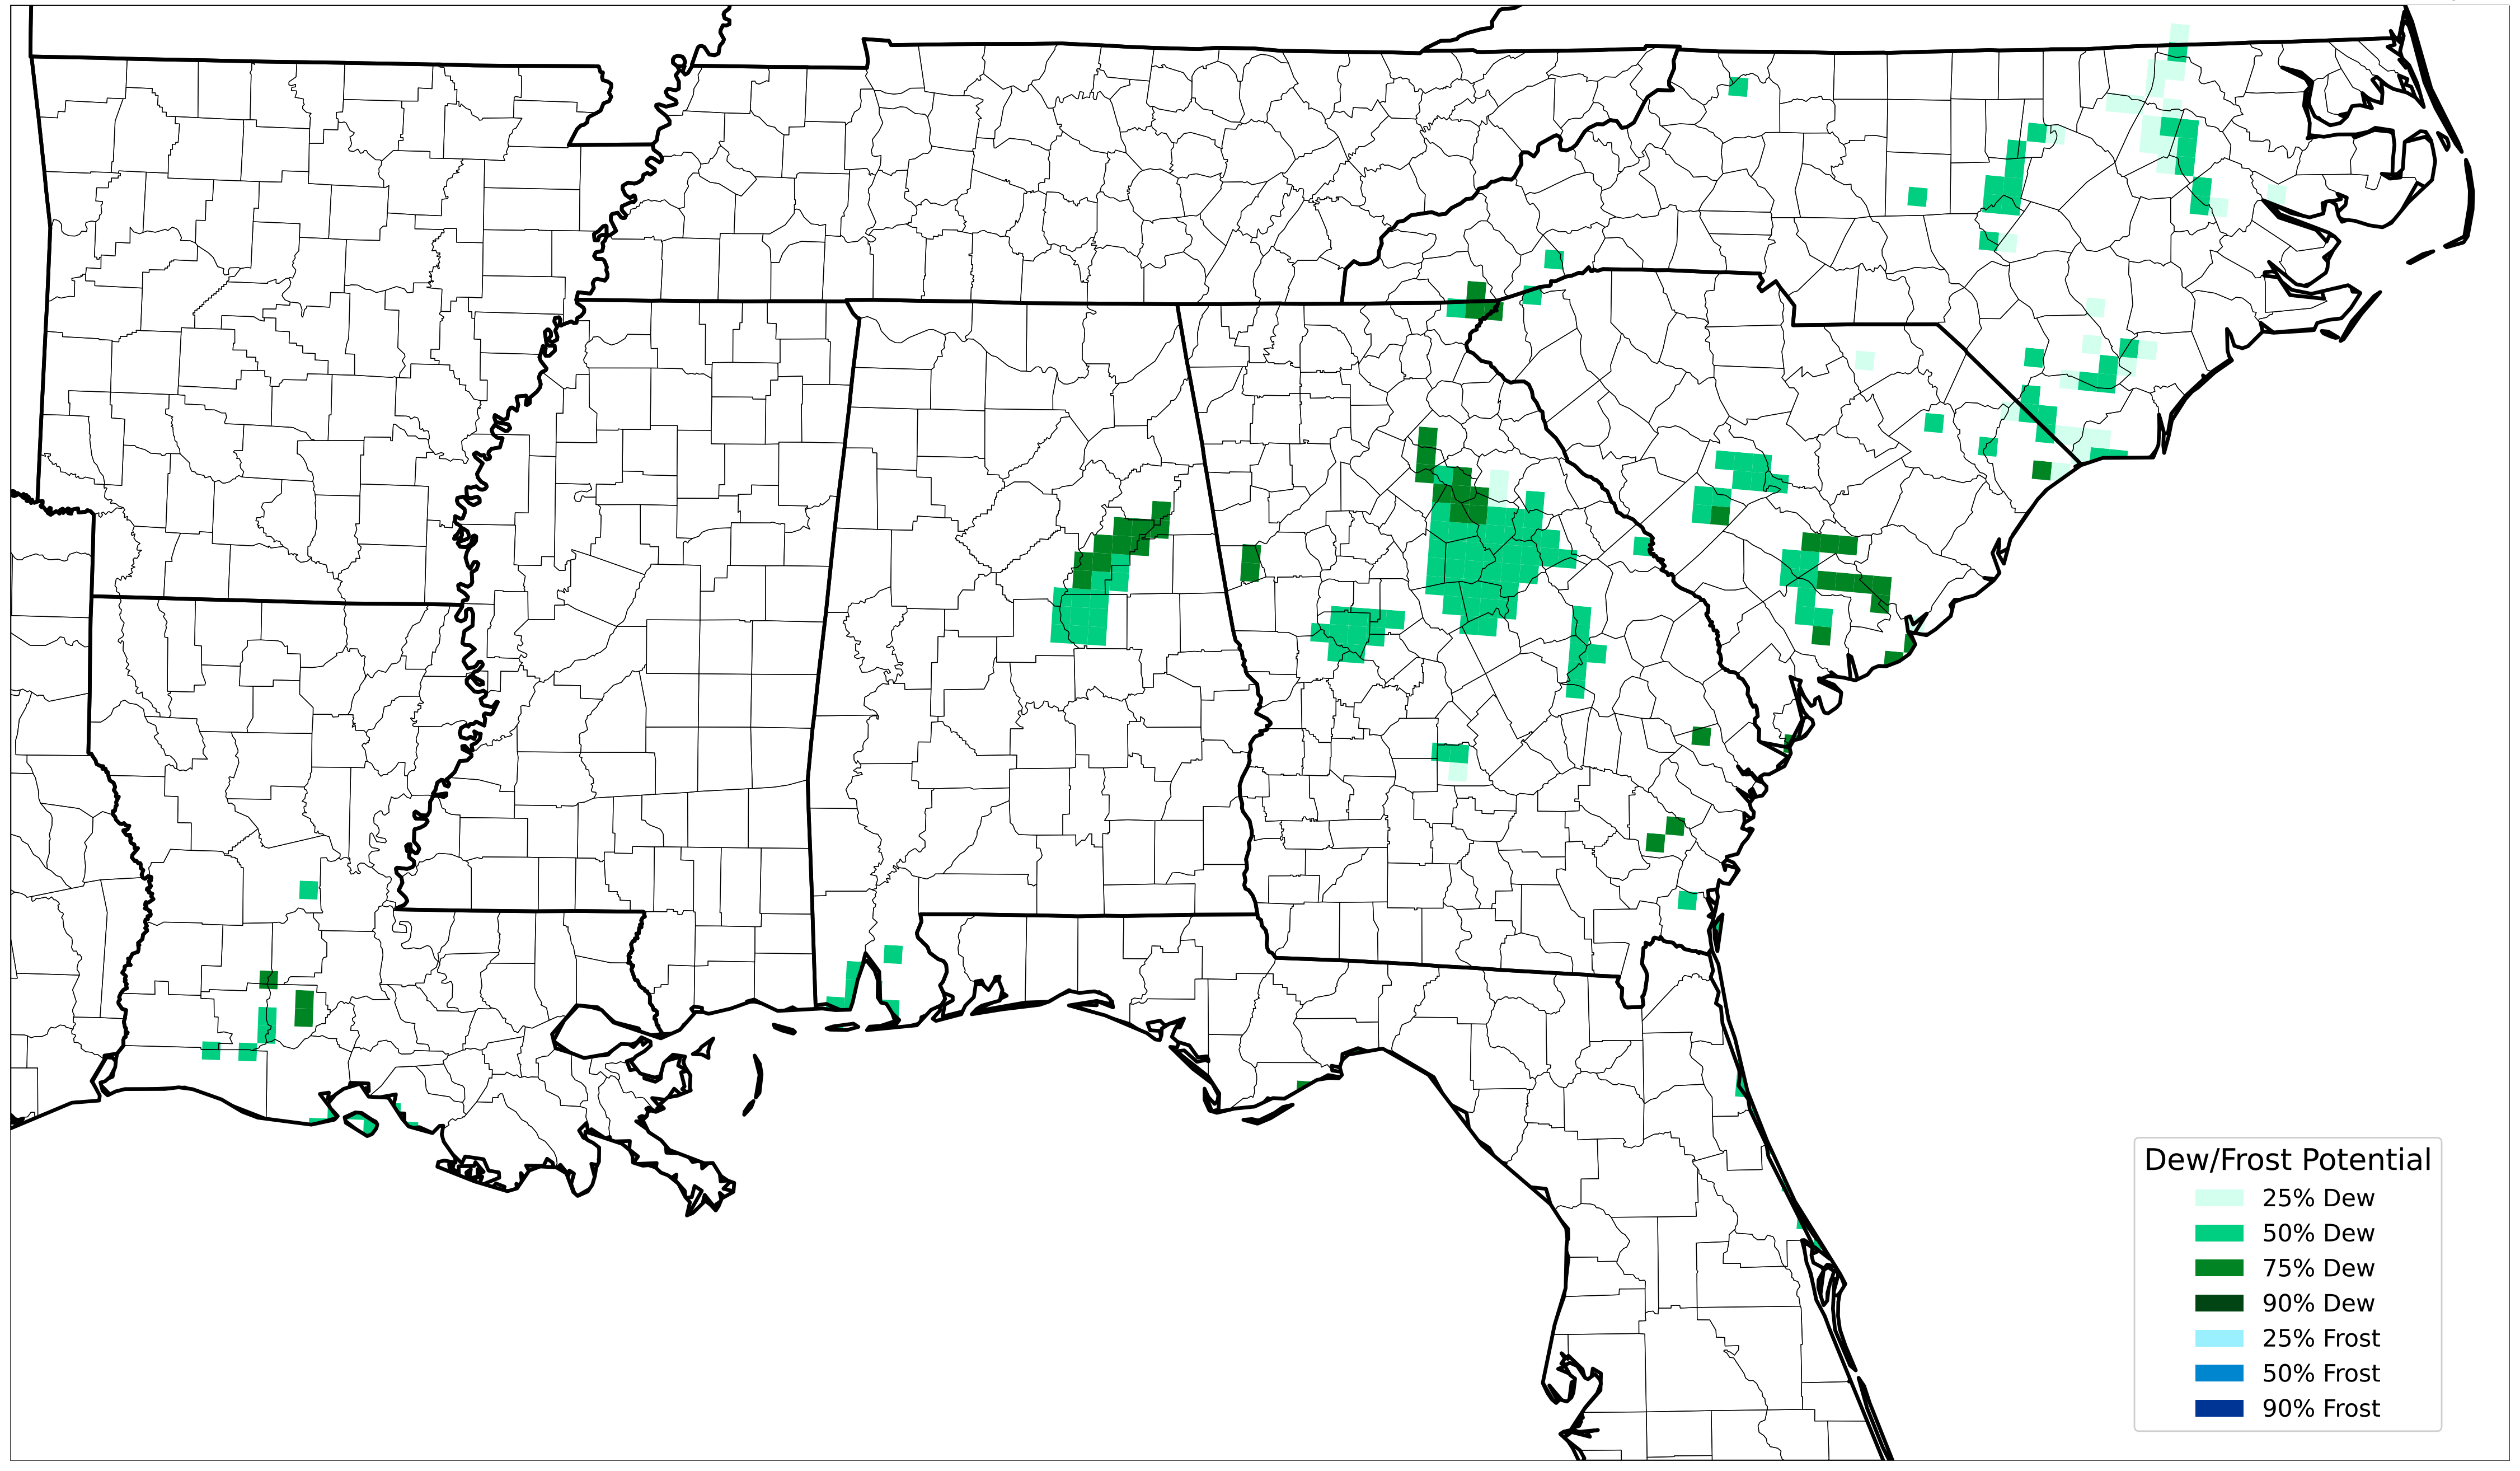 Dew/Frost Potential
25% Dew
50% Dew
75% Dew
90% Dew
25% Frost
50% Frost
90% Frost